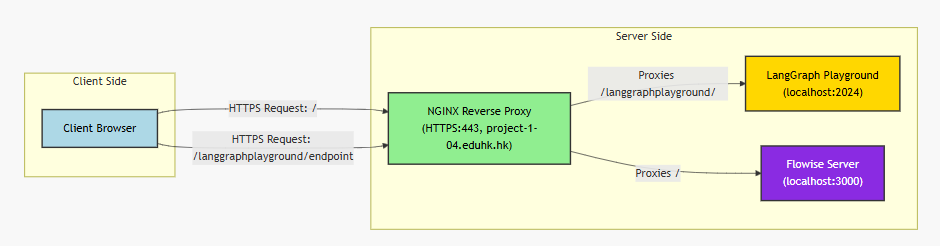 Client Side
Client Browser
HTTPS Request: /
HTTPS Request:
/langgraphplayground/endpoint
Server Side
NGINX Reverse Proxy
(HTTPS:443, project-1-
04.eduhk.hk)
Proxies
/langgraphplayground/
LangGraph Playground
(localhost:2024)
Proxies /
Flowise Server
(localhost:3000)